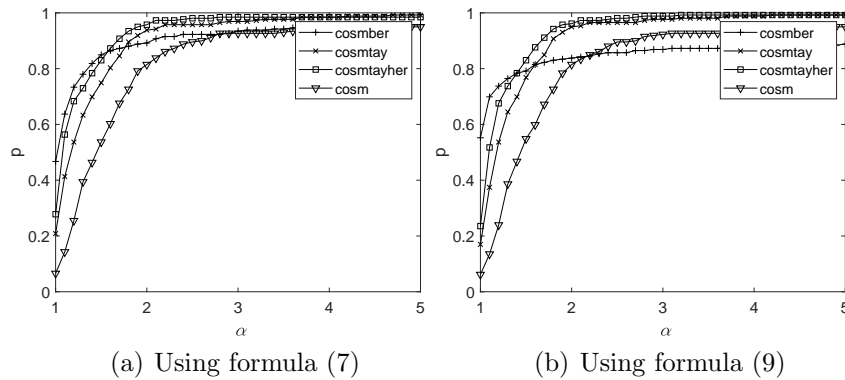 1
0.8
0.6
0.4
0.2
0
p
1 2 3 4 5
α
cosmber
cosmtay
cosmtayher
cosm
(a) Using formula (7)
1
0.8
0.6
0.4
0.2
0
p
1 2 3 4 5
α
cosmber
cosmtay
cosmtayher
cosm
(b) Using formula (9)